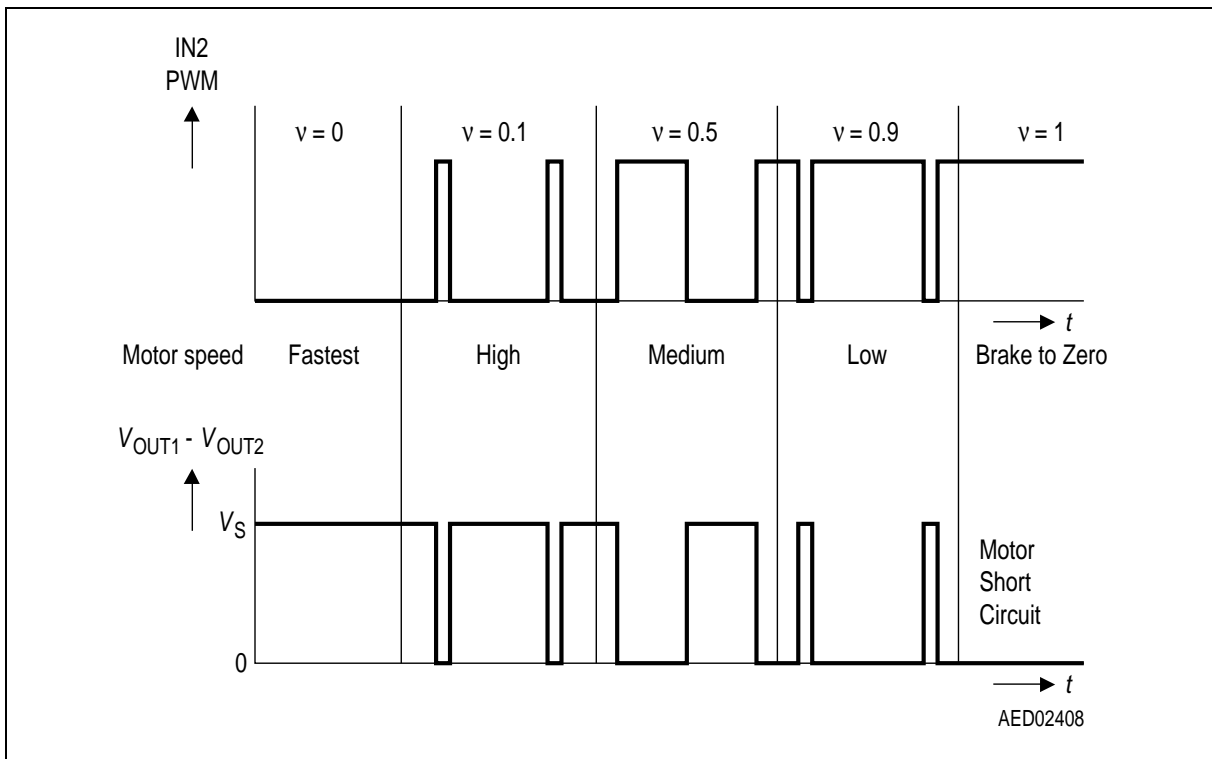 IN2
PWM
ν = 0
ν = 0.1
ν = 0.5
ν = 0.9
ν = 1
t
Motor speed
Fastest
High
Medium
Low
Brake to Zero
VOUT1 - VOUT2
VS
Motor
Short
Circuit
0
t
AED02408